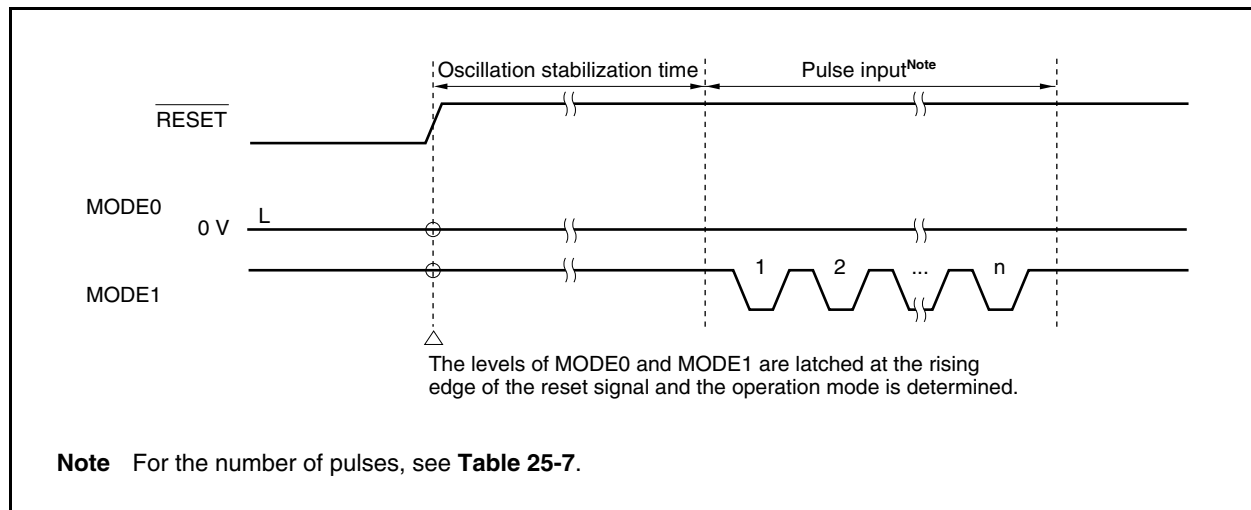 Oscillation stabilization time
Pulse inputNote
RESET
MODE0
0 V
L
MODE1
1
2
...
n
The levels of MODE0 and MODE1 are latched at the rising
edge of the reset signal and the operation mode is determined.
Note For the number of pulses, see Table 25-7.